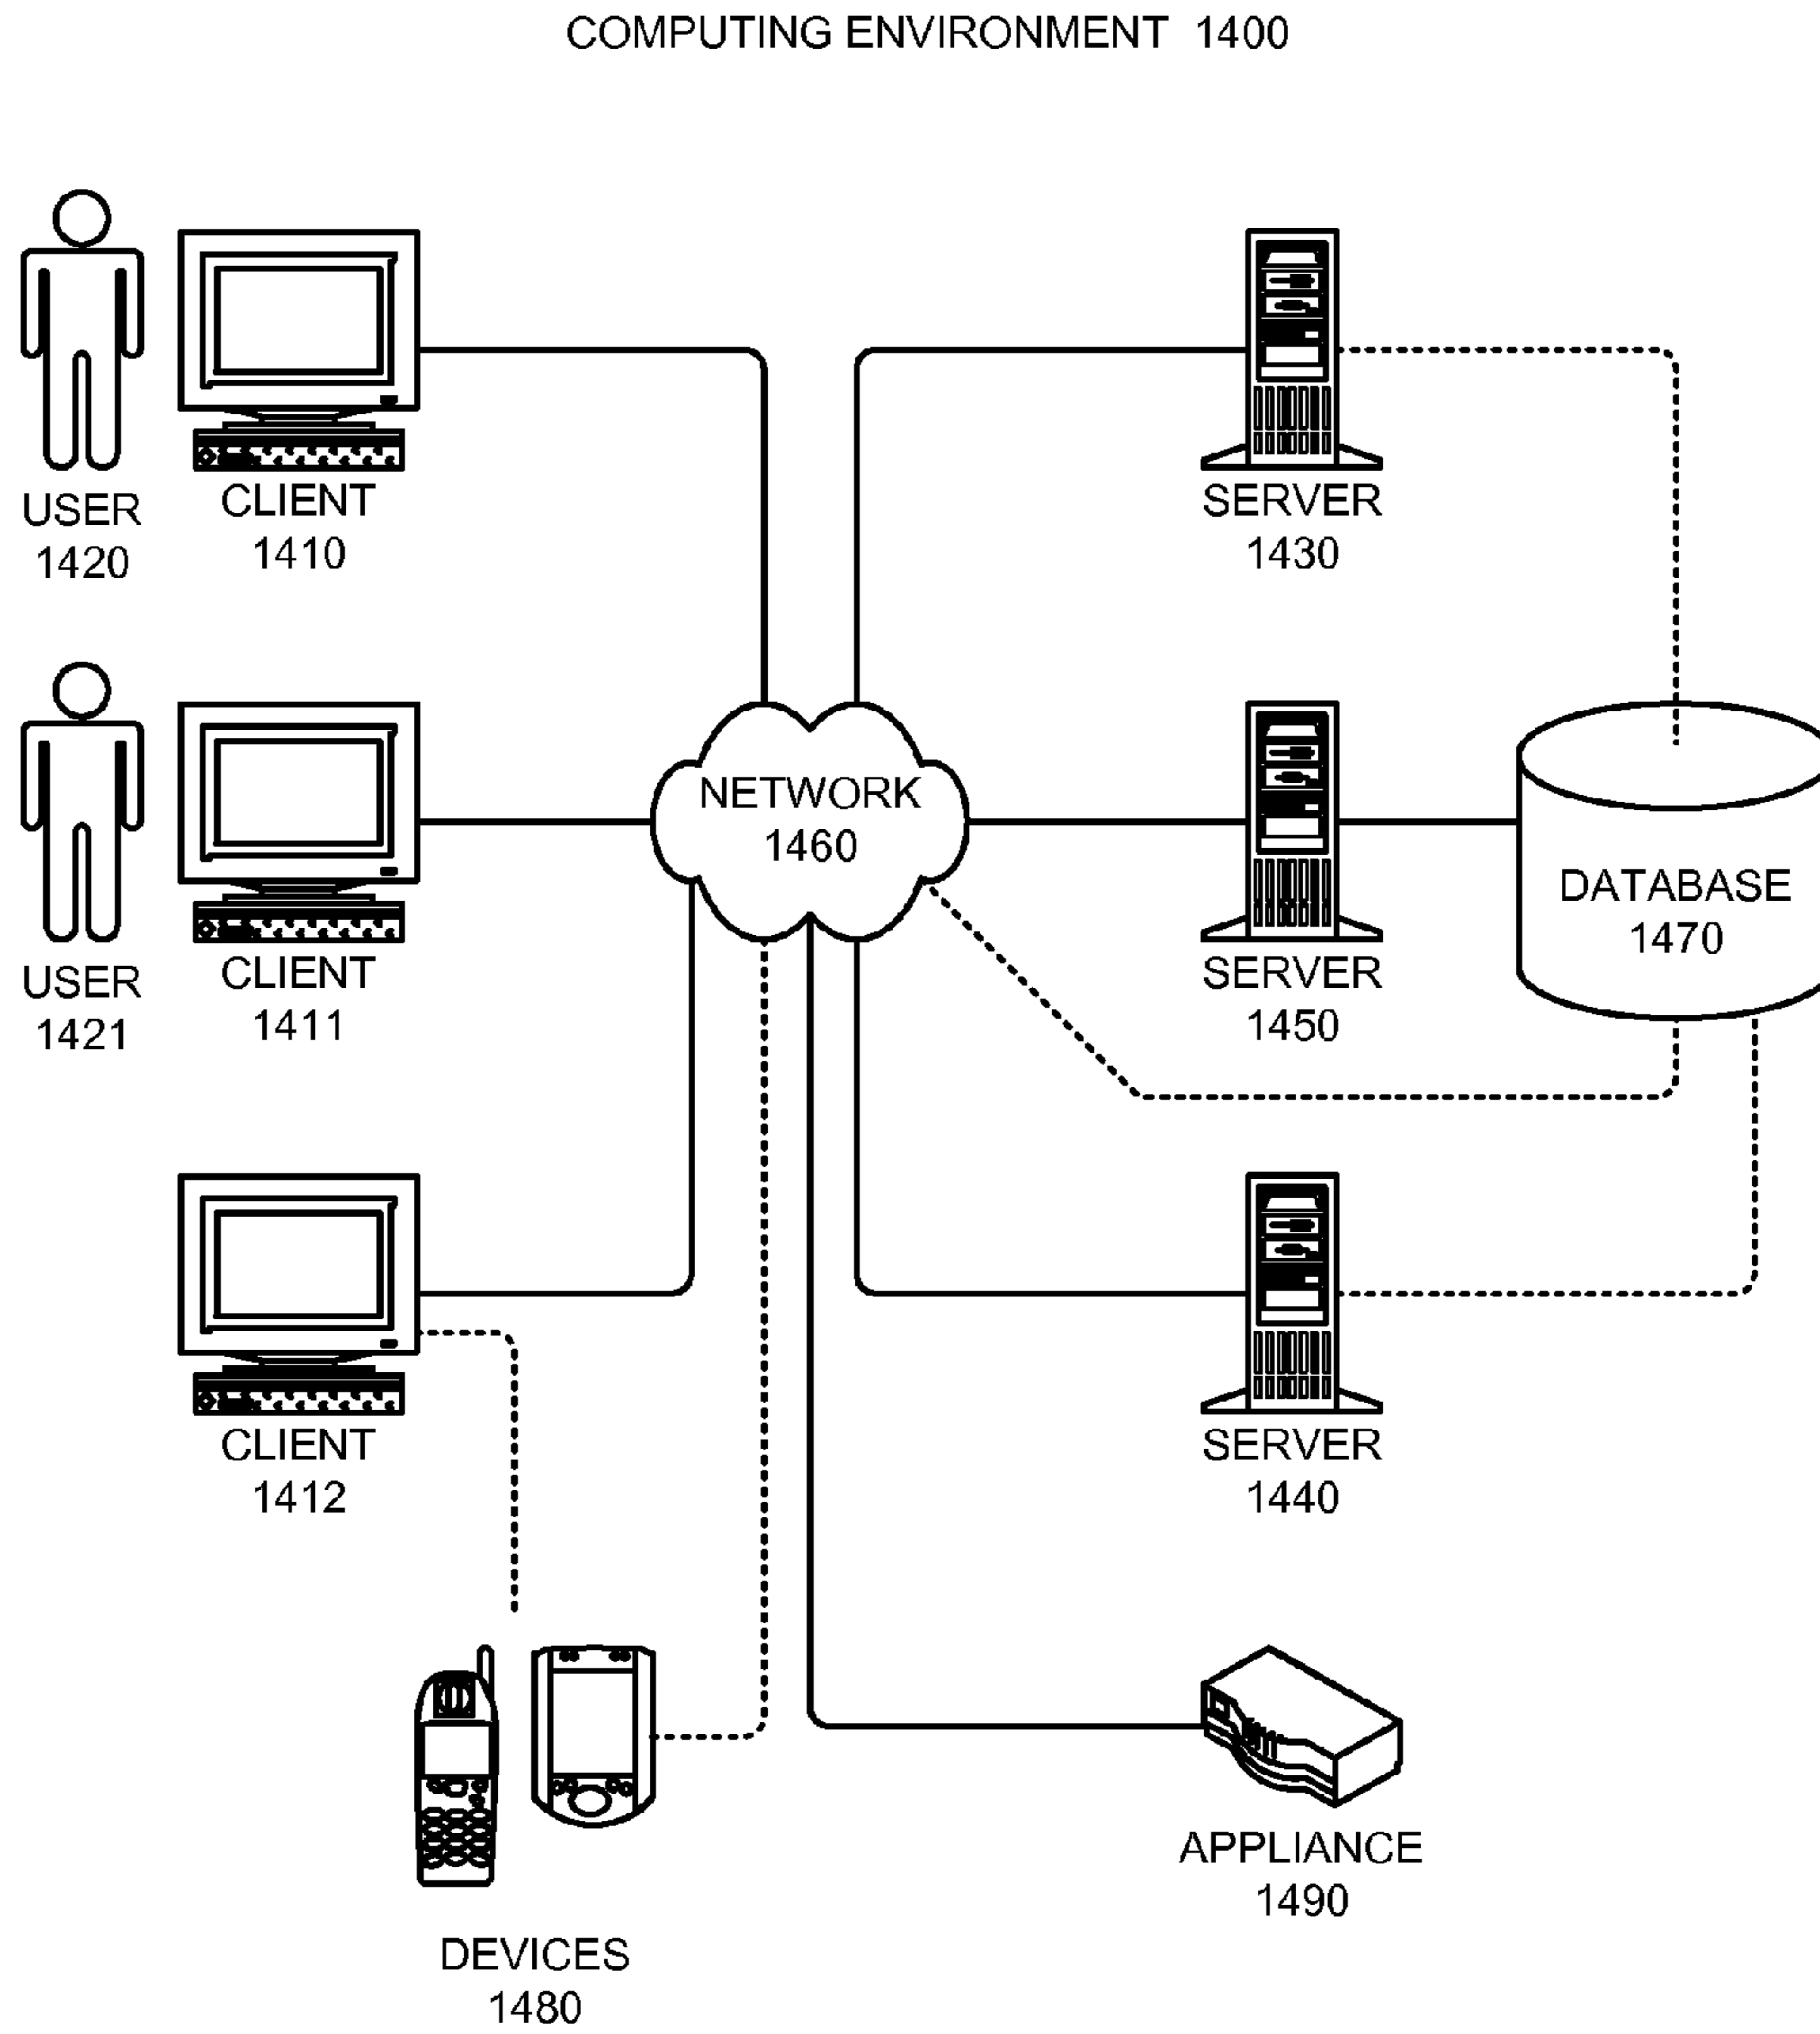 COMPUTING ENVIRONMENT 1400
USER
1420
CLIENT
1410
SERVER
1430
NETWORK
1460
DATABASE
1470
USER
1421
CLIENT
1411
SERVER
1450
CLIENT
1412
SERVER
1440
APPLIANCE
1490
DEVICES
1480